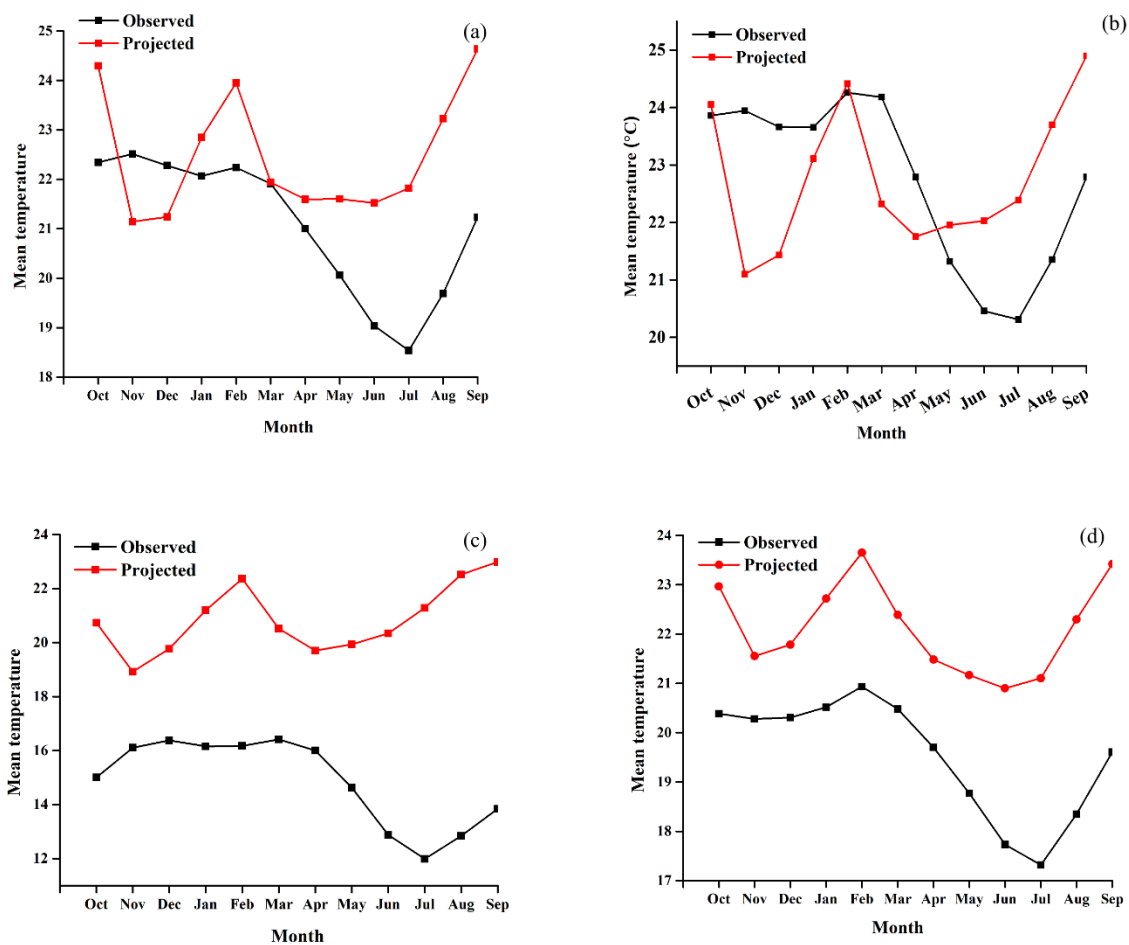 Observed
Projected
(a)
25
24
23
22
21
20
19
18
Mean temperature
Oct Nov Dec Jan Feb Mar Apr May Jun Jul Aug Sep
Month
Observed
Projected
(b)
25
24
23
22
21
20
Mean temperature (°C)
Oct Nov Dec Jan Feb Mar Apr May Jun Jul Aug Sep
Month
Observed
Projected
(c)
24
22
20
18
16
14
12
Mean temperature
Oct Nov Dec Jan Feb Mar Apr May Jun Jul Aug Sep
Month
Observed
Projected
(d)
24
23
22
21
20
19
18
17
Mean temperature
Oct Nov Dec Jan Feb Mar Apr May Jun Jul Aug Sep
Month